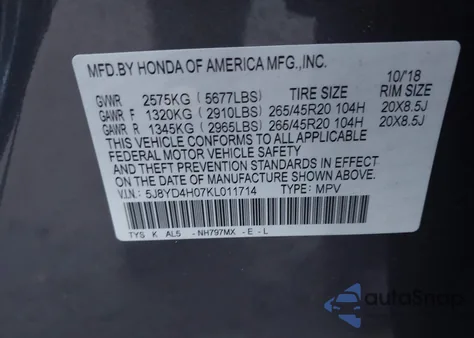 MFD.BY HONDA OF AMERICA MFG.,INC. 10/18
TIRE SIZE RIM SIZE
GVWR 2575KG (5677LBS)
GAWR F 1320KG (2910LBS) 265/45R20 104H 20X8.5J
GAWR R 1345KG (2965LBS) 266/45R20 104H 20X8.5J
THIS VEHICLE CONFORMS TO ALL APPLICABLE
FEDERAL MOTOR VEHICLE SAFETY, BUMPER,
AND THEFT PREVENTION STANDARDS IN EFFECT
ON THE DATE OF MANUFACTURE SHOWN ABOVE.
V.I.N.: 5J8YD4H07KL011714 TYPE: MPV
TYS K AL5 - NH797MX - E - L
autoSnap